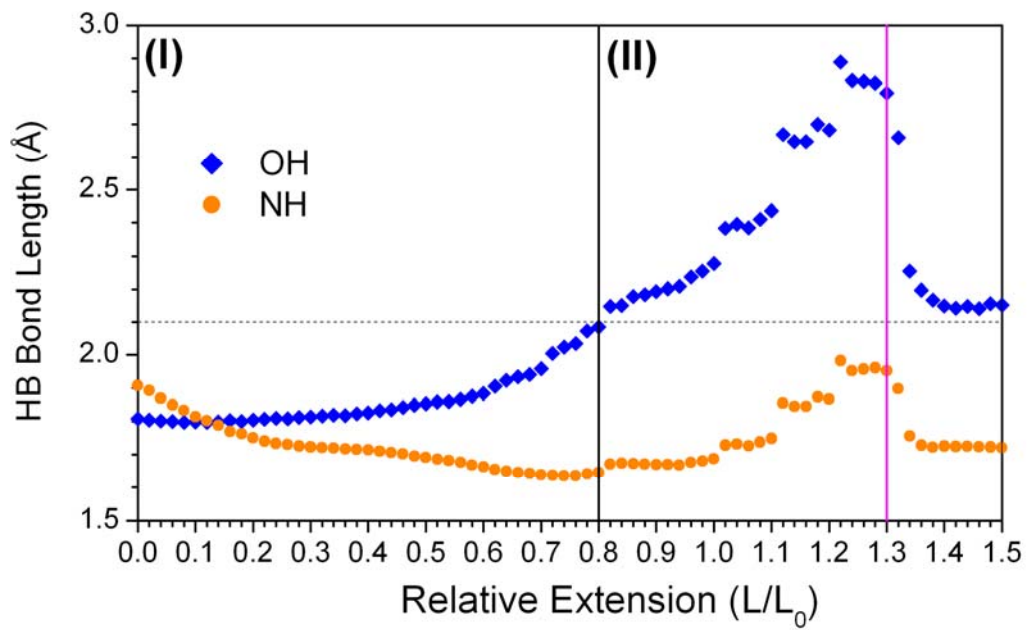 3.0
(I)
(II)
OH
NH
2.5
2.0
1.5
HB Bond Length (Å)
0.0 0.1 0.2 0.3 0.4 0.5 0.6 0.7 0.8 0.9 1.0 1.1 1.2 1.3 1.4 1.5
Relative Extension (L/L₀)